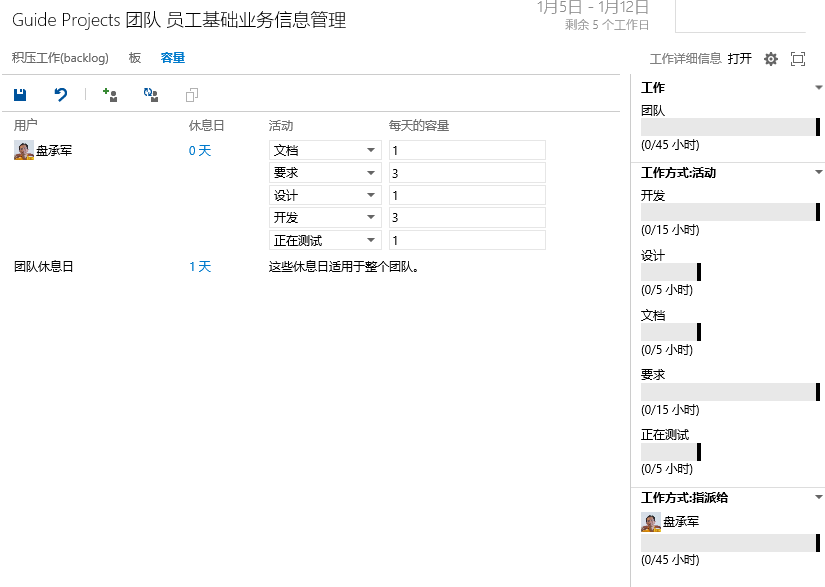 Guide Projects 团队 员工基础业务信息管理
1月5日 - 1月12日
剩余 5 个工作日
积压工作(backlog) 板 容量
工作详细信息 打开
用户 休息日 活动 每天的容量
盘承军 0 天 文档 1
要求 3
设计 1
开发 3
正在测试 1
团队休息日 1 天 这些休息日适用于整个团队。
工作
团队
(0/45 小时)
工作方式:活动
开发
(0/15 小时)
设计
(0/5 小时)
文档
(0/5 小时)
要求
(0/15 小时)
正在测试
(0/5 小时)
工作方式:指派给
盘承军
(0/45 小时)